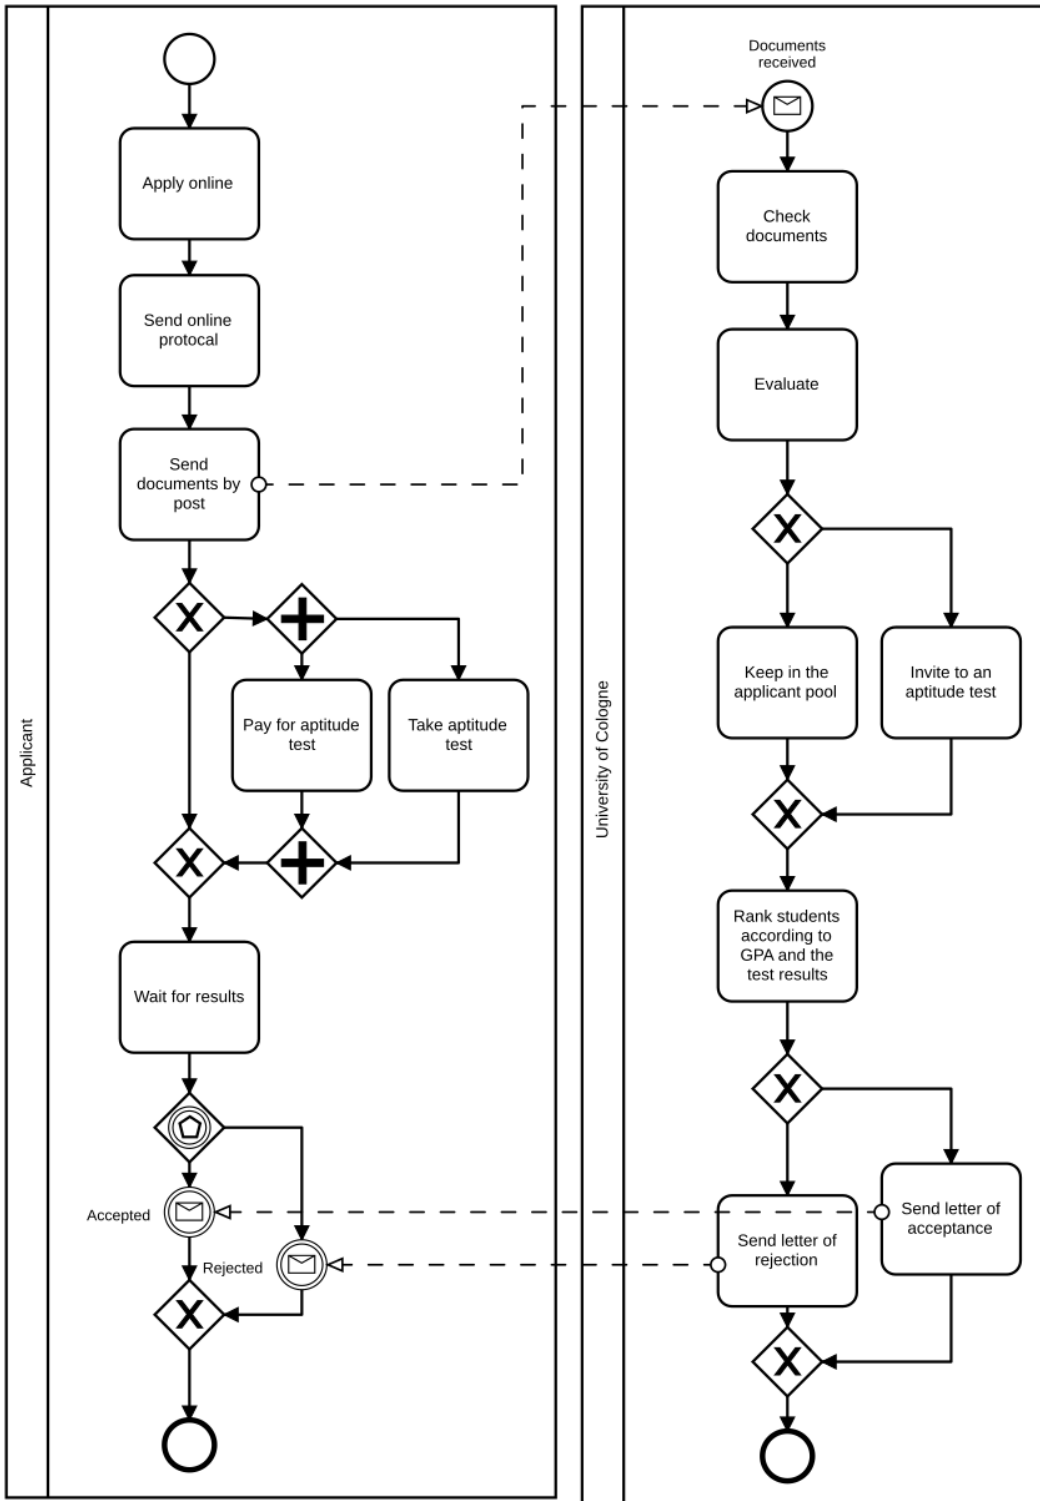 Applicant
Apply online
Send online
protocal
Send
documents by
post
Pay for aptitude
test
Take aptitude
test
Wait for results
Accepted
Rejected
University of Cologne
Documents
received
Check
documents
Evaluate
Keep in the
applicant pool
Invite to an
aptitude test
Rank students
according to
GPA and the
test results
Send letter of
rejection
Send letter of
acceptance